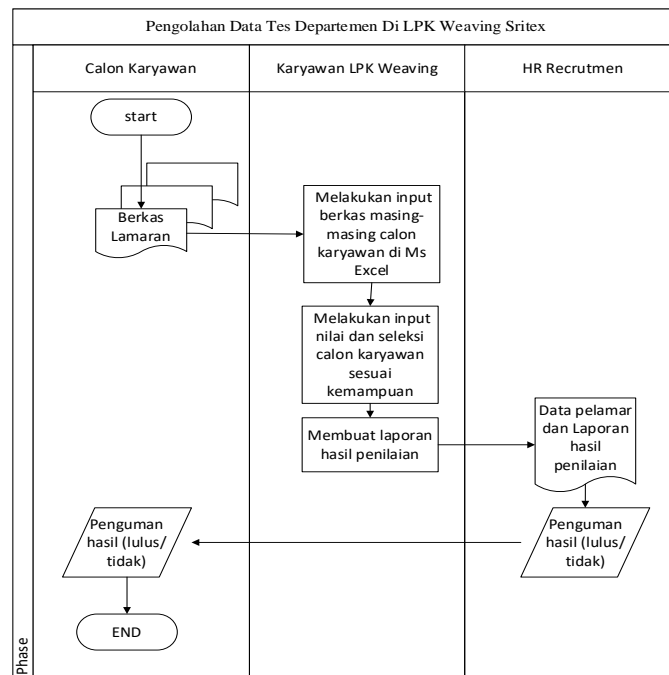 Pengolahan Data Tes Departemen Di LPK Weaving Sritex
Calon Karyawan
Karyawan LPK Weaving
HR Recrutmen
start
Berkas
Lamaran
Melakukan input
berkas masing-
masing calon
karyawan di Ms
Excel
Melakukan input
nilai dan seleksi
calon karyawan
sesuai
kemampuan
Membuat laporan
hasil penilaian
Data pelamar
dan Laporan
hasil
penilaian
Penguman
hasil (lulus/
tidak)
Penguman
hasil (lulus/
tidak)
END
Phase